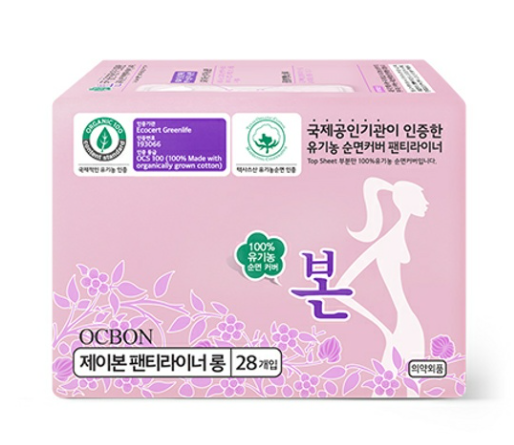 ORGANIC 100
content standard
국제적인 유기농 인증
인증기관
Ecocert Greenlife
인증번호
193066
인증 등급
OCS 100 (100% Made with
organically grown cotton)
텍사스산 유기농순면 인증
국제공인기관이 인증한
유기농 순면커버 팬티라이너
Top Sheet 부분만 100%유기농 순면커버입니다.
100%
유기농
순면 커버
본
OCBON
제이본 팬티라이너 롱 28개입
의약외품